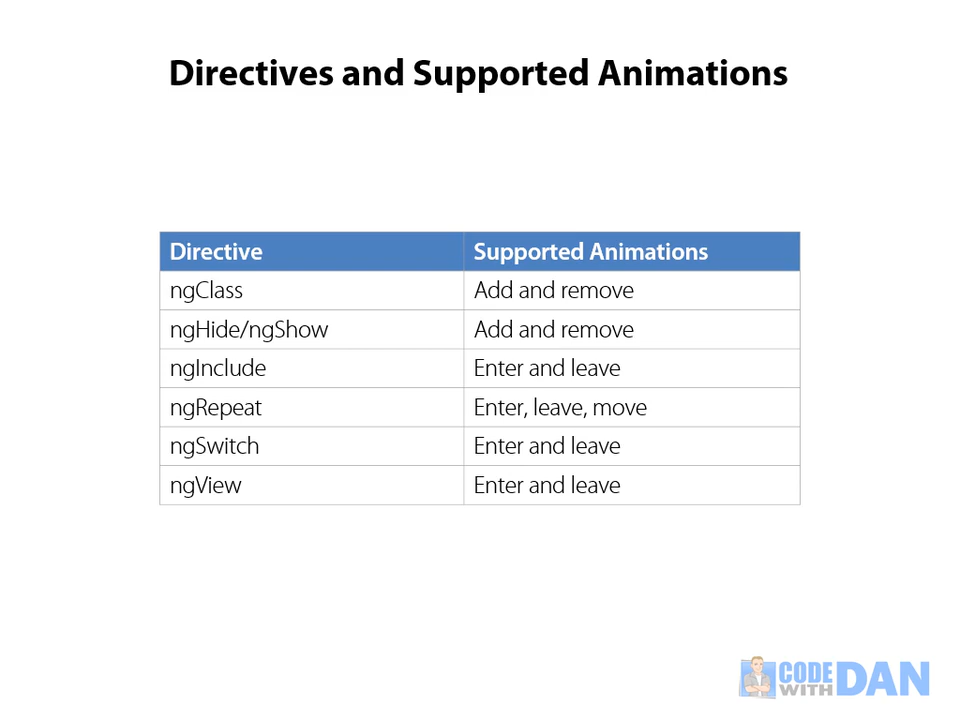 Directives and Supported Animations
Directive Supported Animations
ngClass Add and remove
ngHide/ngShow Add and remove
ngInclude Enter and leave
ngRepeat Enter, leave, move
ngSwitch Enter and leave
ngView Enter and leave
CODE WITH DAN